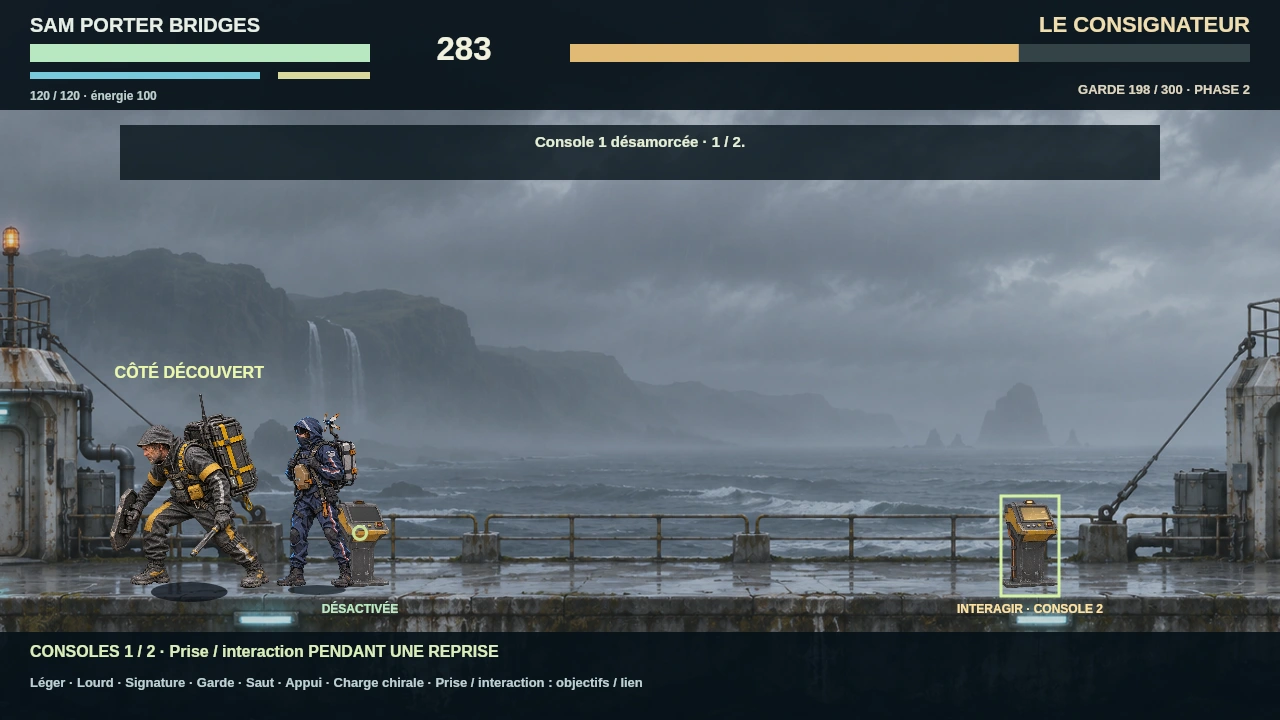 SAM PORTER BRIDGES
283
LE CONSIGNATEUR
120 / 120 · énergie 100
GARDE 198 / 300 · PHASE 2
Console 1 désamorcée · 1 / 2.
CÔTÉ DÉCOUVERT
DÉSACTIVÉE
INTERAGIR · CONSOLE 2
CONSOLES 1 / 2 · Prise / interaction PENDANT UNE REPRISE
Léger · Lourd · Signature · Garde · Saut · Appui · Charge chirale · Prise / interaction : objectifs / lien